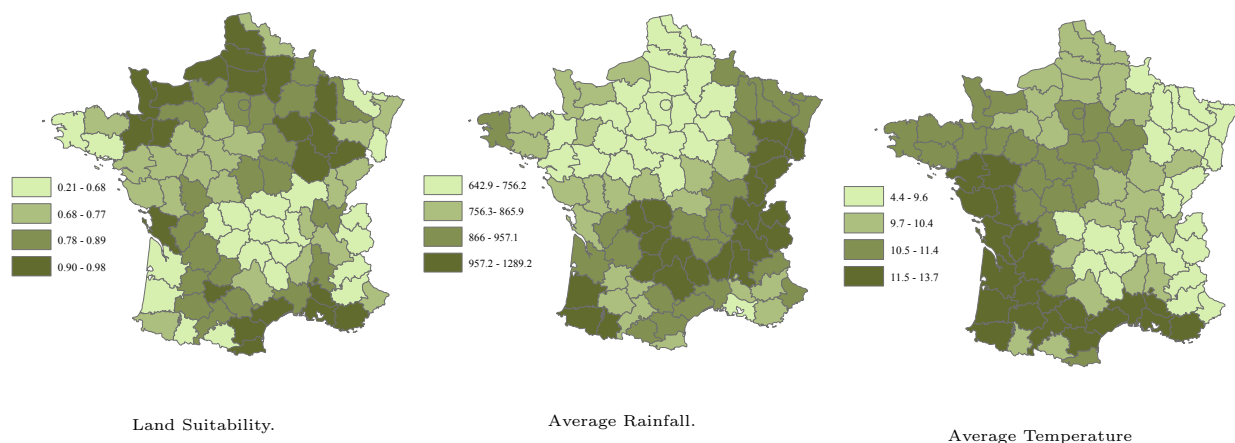 0.21 - 0.68
0.68 - 0.77
0.78 - 0.89
0.90 - 0.98
Land Suitability.
642.9 - 756.2
756.3 - 865.9
866 - 957.1
957.2 - 1289.2
Average Rainfall.
4.4 - 9.6
9.7 - 10.4
10.5 - 11.4
11.5 - 13.7
Average Temperature